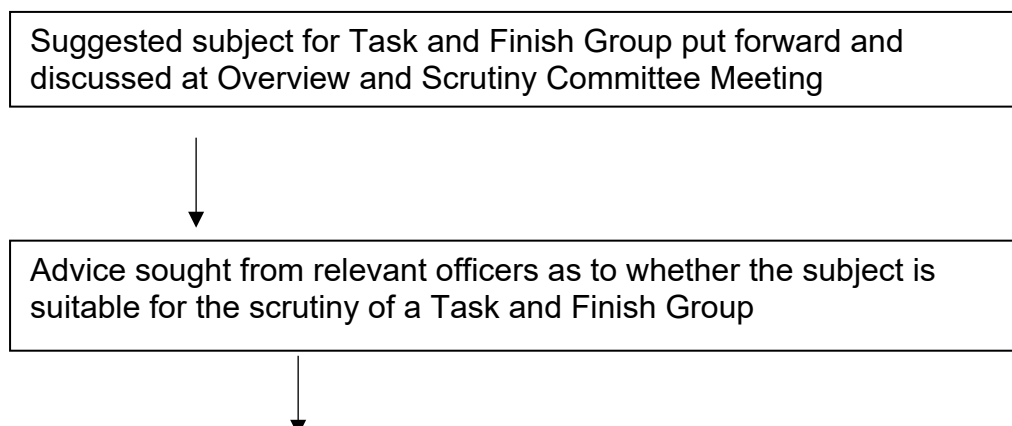 Suggested subject for Task and Finish Group put forward and
discussed at Overview and Scrutiny Committee Meeting
Advice sought from relevant officers as to whether the subject is
suitable for the scrutiny of a Task and Finish Group